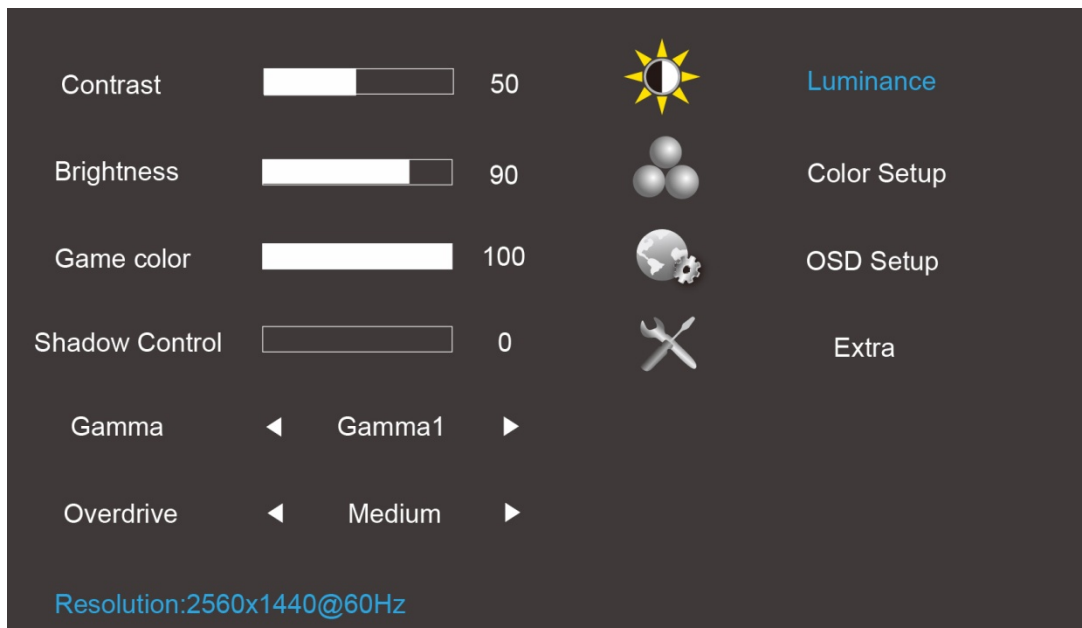 Contrast 50 Luminance
Brightness 90 Color Setup
Game color 100 OSD Setup
Shadow Control 0 Extra
Gamma ◀ Gamma1 ▶
Overdrive ◀ Medium ▶
Resolution:2560x1440@60Hz